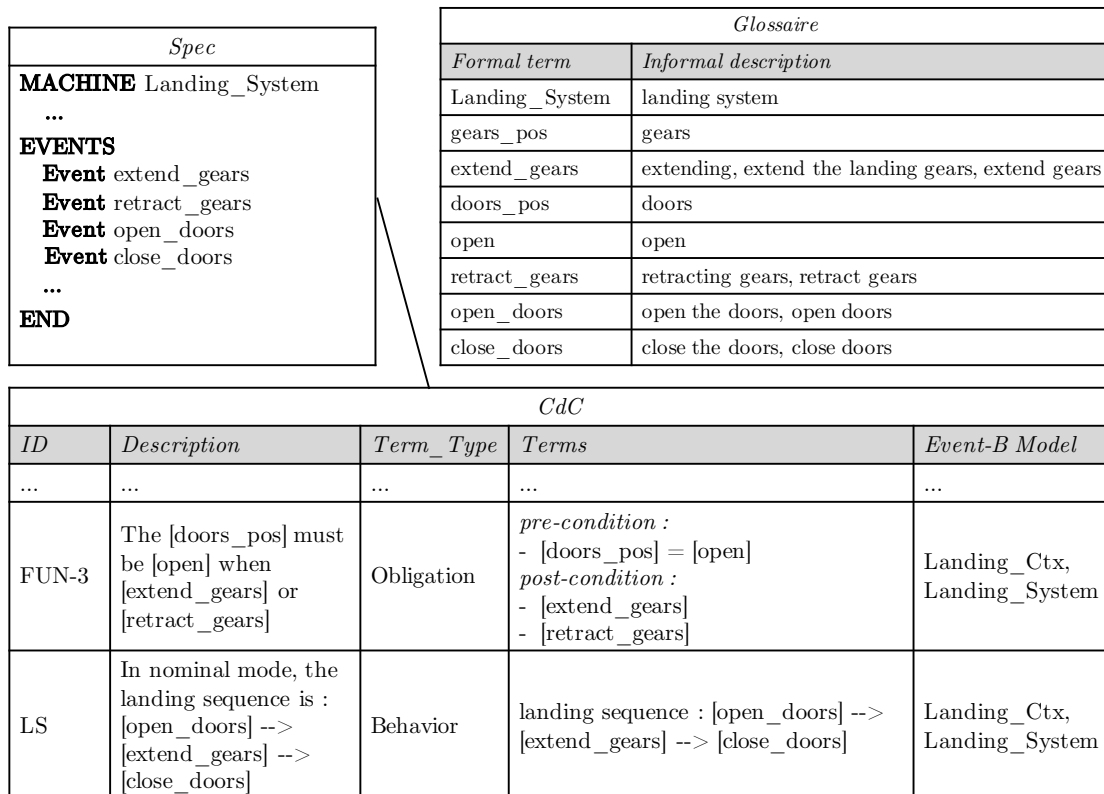 Spec
MACHINE Landing_System
...
EVENTS
Event extend_gears
Event retract_gears
Event open_doors
Event close_doors
...
END
Glossaire
Formal term Informal description
Landing_System landing system
gears_pos gears
extend_gears extending, extend the landing gears, extend gears
doors_pos doors
open open
retract_gears retracting gears, retract gears
open_doors open the doors, open doors
close_doors close the doors, close doors
CdC
ID Description Term_Type Terms Event-B Model
... ... ... ... ...
FUN-3
The [doors_pos] must
be [open] when
[extend_gears] or
[retract_gears]
Obligation
pre-condition :
- [doors_pos] = [open]
post-condition :
- [extend_gears]
- [retract_gears]
Landing_Ctx,
Landing_System
LS
In nominal mode, the
landing sequence is :
[open_doors] -->
[extend_gears] -->
[close_doors]
Behavior
landing sequence : [open_doors] -->
[extend_gears] --> [close_doors]
Landing_Ctx,
Landing_System